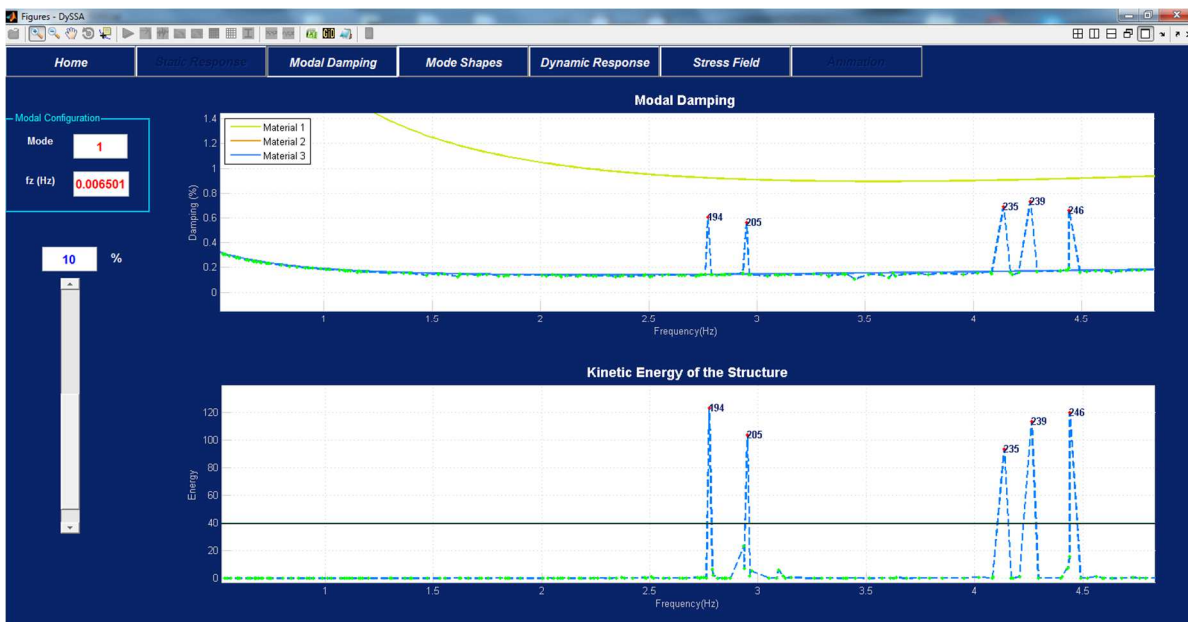 Figures - DySSA
Home Static Response Modal Damping Mode Shapes Dynamic Response Stress Field Animation
Modal Configuration
Mode 1
fz (Hz) 0.006501
10 %
Modal Damping
Material 1
Material 2
Material 3
Damping (%)
1.4
1.2
1
0.8
0.6
0.4
0.2
0
194 205 235 239 246
1 1.5 2 2.5 3 3.5 4 4.5
Frequency(Hz)
Kinetic Energy of the Structure
Energy
120
100
80
60
40
20
0
194 205 235 239 246
1 1.5 2 2.5 3 3.5 4 4.5
Frequency(Hz)